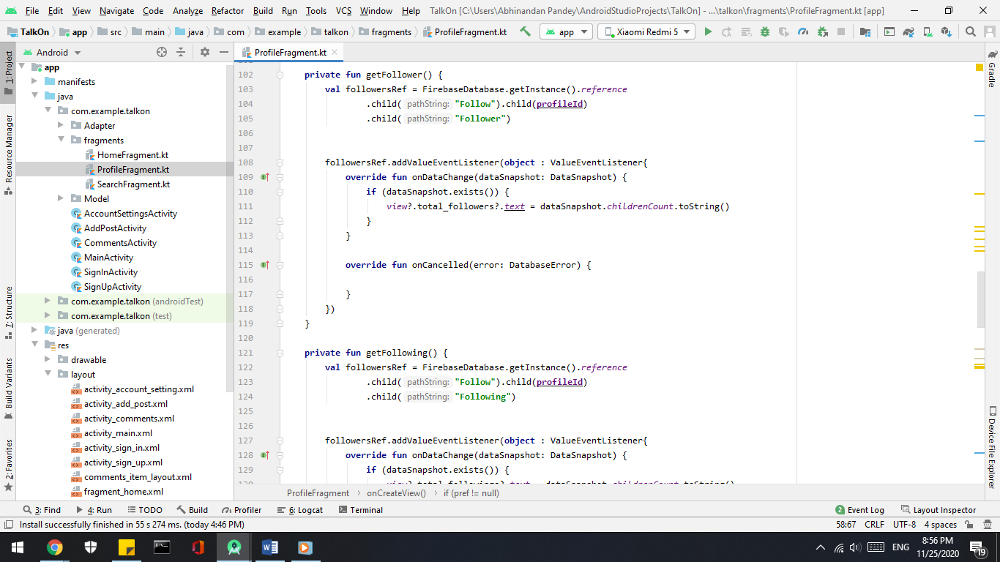 File Edit View Navigate Code Analyze Refactor Build Run Tools VCS Window Help TalkOn [C:\Users\Abhinandan Pandey\AndroidStudioProjects\TalkOn] - ...\talkon\fragments\ProfileFragment.kt [app]
TalkOn app src main java com example talkon fragments ProfileFragment.kt app Xiaomi Redmi 5
1: Project
Resource Manager
7: Structure
Build Variants
2: Favorites
Android
app
manifests
java
com.example.talkon
Adapter
fragments
HomeFragment.kt
ProfileFragment.kt
SearchFragment.kt
Model
AccountSettingsActivity
AddPostActivity
CommentsActivity
MainActivity
SignInActivity
SignUpActivity
com.example.talkon (androidTest)
com.example.talkon (test)
java (generated)
res
drawable
layout
activity_account_setting.xml
activity_add_post.xml
activity_comments.xml
activity_main.xml
activity_sign_in.xml
activity_sign_up.xml
comments_item_layout.xml
fragment_home.xml
ProfileFragment.kt
102 private fun getFollower() {
103 val followersRef = FirebaseDatabase.getInstance().reference
104 .child( pathString: "Follow").child(profileId)
105 .child( pathString: "Follower")
106
107
108 followersRef.addValueEventListener(object : ValueEventListener{
109 override fun onDataChange(dataSnapshot: DataSnapshot) {
110 if (dataSnapshot.exists()) {
111 view?.total_followers?.text = dataSnapshot.childrenCount.toString()
112 }
113 }
114
115 override fun onCancelled(error: DatabaseError) {
116
117 }
118 })
119 }
120
121 private fun getFollowing() {
122 val followersRef = FirebaseDatabase.getInstance().reference
123 .child( pathString: "Follow").child(profileId)
124 .child( pathString: "Following")
125
126
127 followersRef.addValueEventListener(object : ValueEventListener{
128 override fun onDataChange(dataSnapshot: DataSnapshot) {
129 if (dataSnapshot.exists()) {
ProfileFragment onCreateView() if (pref != null)
Gradle
Device File Explorer
3: Find 4: Run TODO Build Profiler 6: Logcat Terminal 2 Event Log Layout Inspector
Install successfully finished in 55 s 274 ms. (today 4:46 PM) 58:67 CRLF UTF-8 4 spaces
ENG 8:56 PM
11/25/2020 19